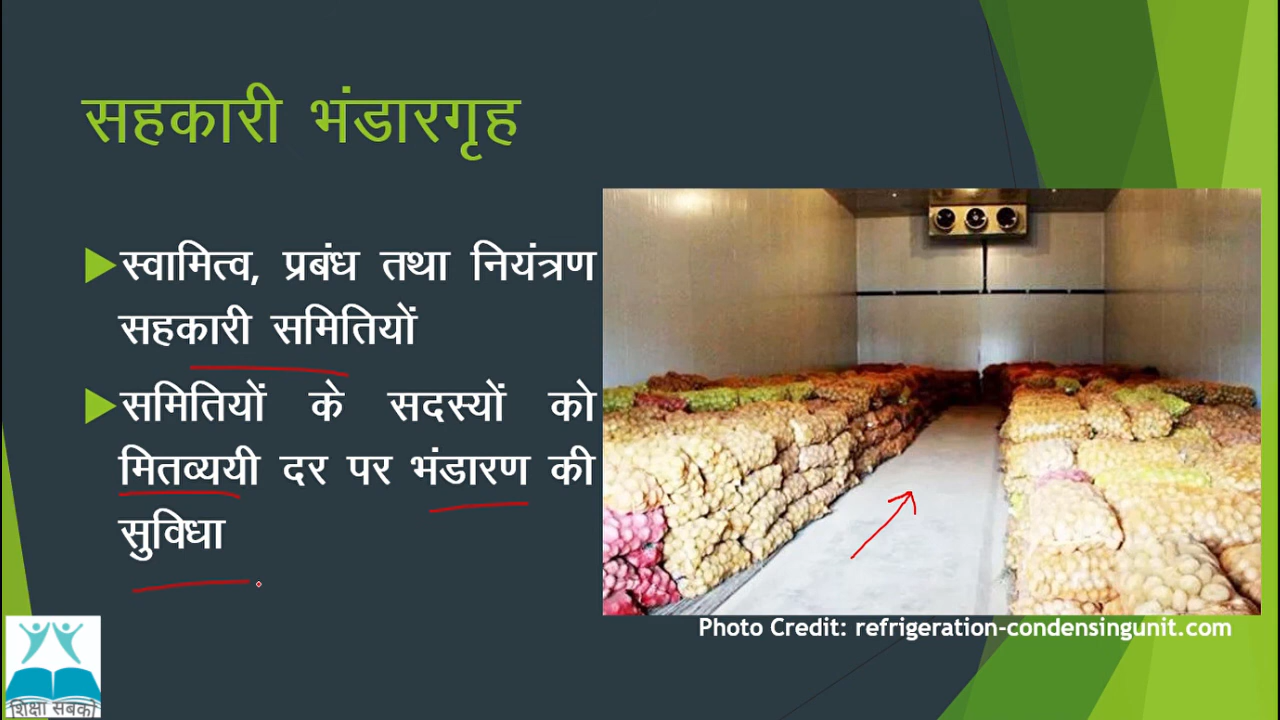 सहकारी भंडारगृह
स्वामित्व, प्रबंध तथा नियंत्रण
सहकारी समितियों
समितियों के सदस्यों को
मितव्ययी दर पर भंडारण की
सुविधा
Photo Credit: refrigeration-condensingunit.com
शिक्षा सबको